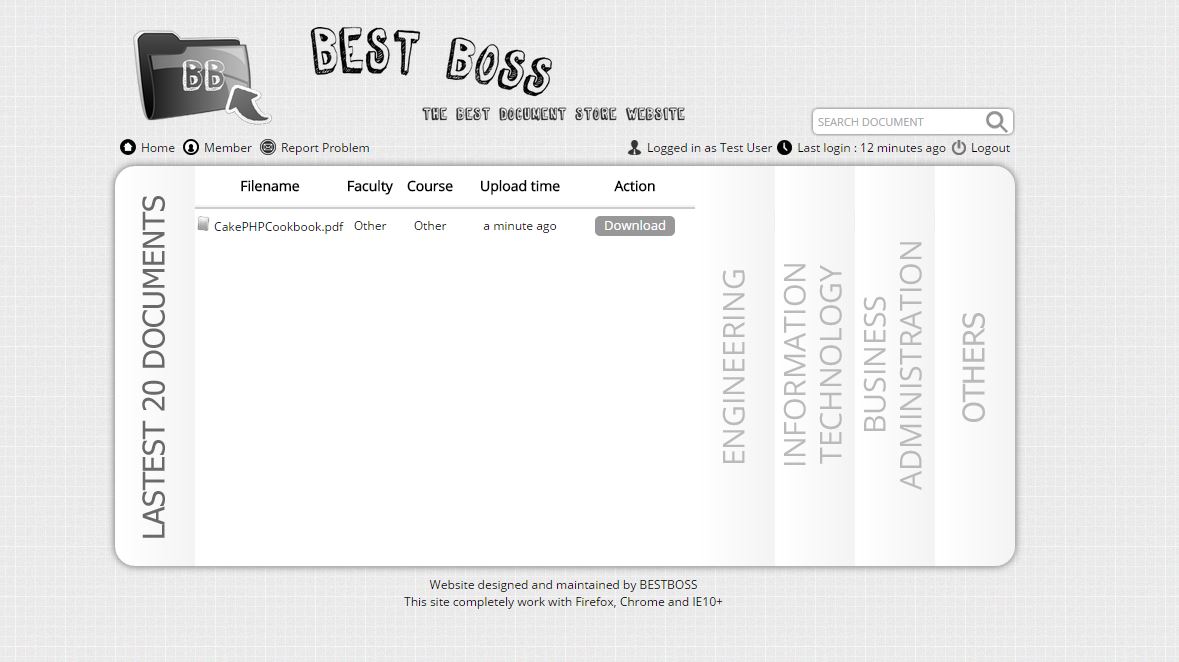 BB
BEST BOSS
THE BEST DOCUMENT STORE WEBSITE
SEARCH DOCUMENT
Home Member Report Problem Logged in as Test User Last login : 12 minutes ago Logout
LASTEST 20 DOCUMENTS
Filename Faculty Course Upload time Action
CakePHPCookbook.pdf Other Other a minute ago Download
ENGINEERING
INFORMATION
TECHNOLOGY
BUSINESS
ADMINISTRATION
OTHERS
Website designed and maintained by BESTBOSS
This site completely work with Firefox, Chrome and IE10+